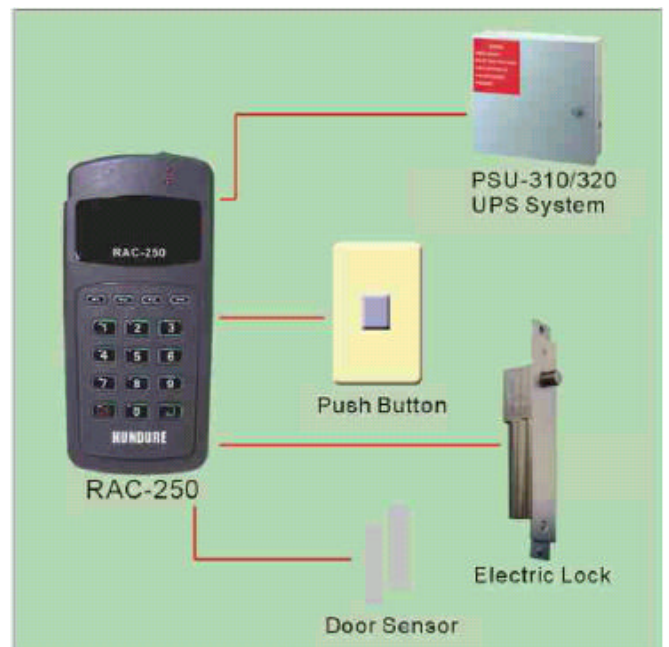 PSU-310/320
UPS System
RAC-250
1 2 3
4 5 6
7 8 9
0
HUNDURE
Push Button
RAC-250
Electric Lock
Door Sensor